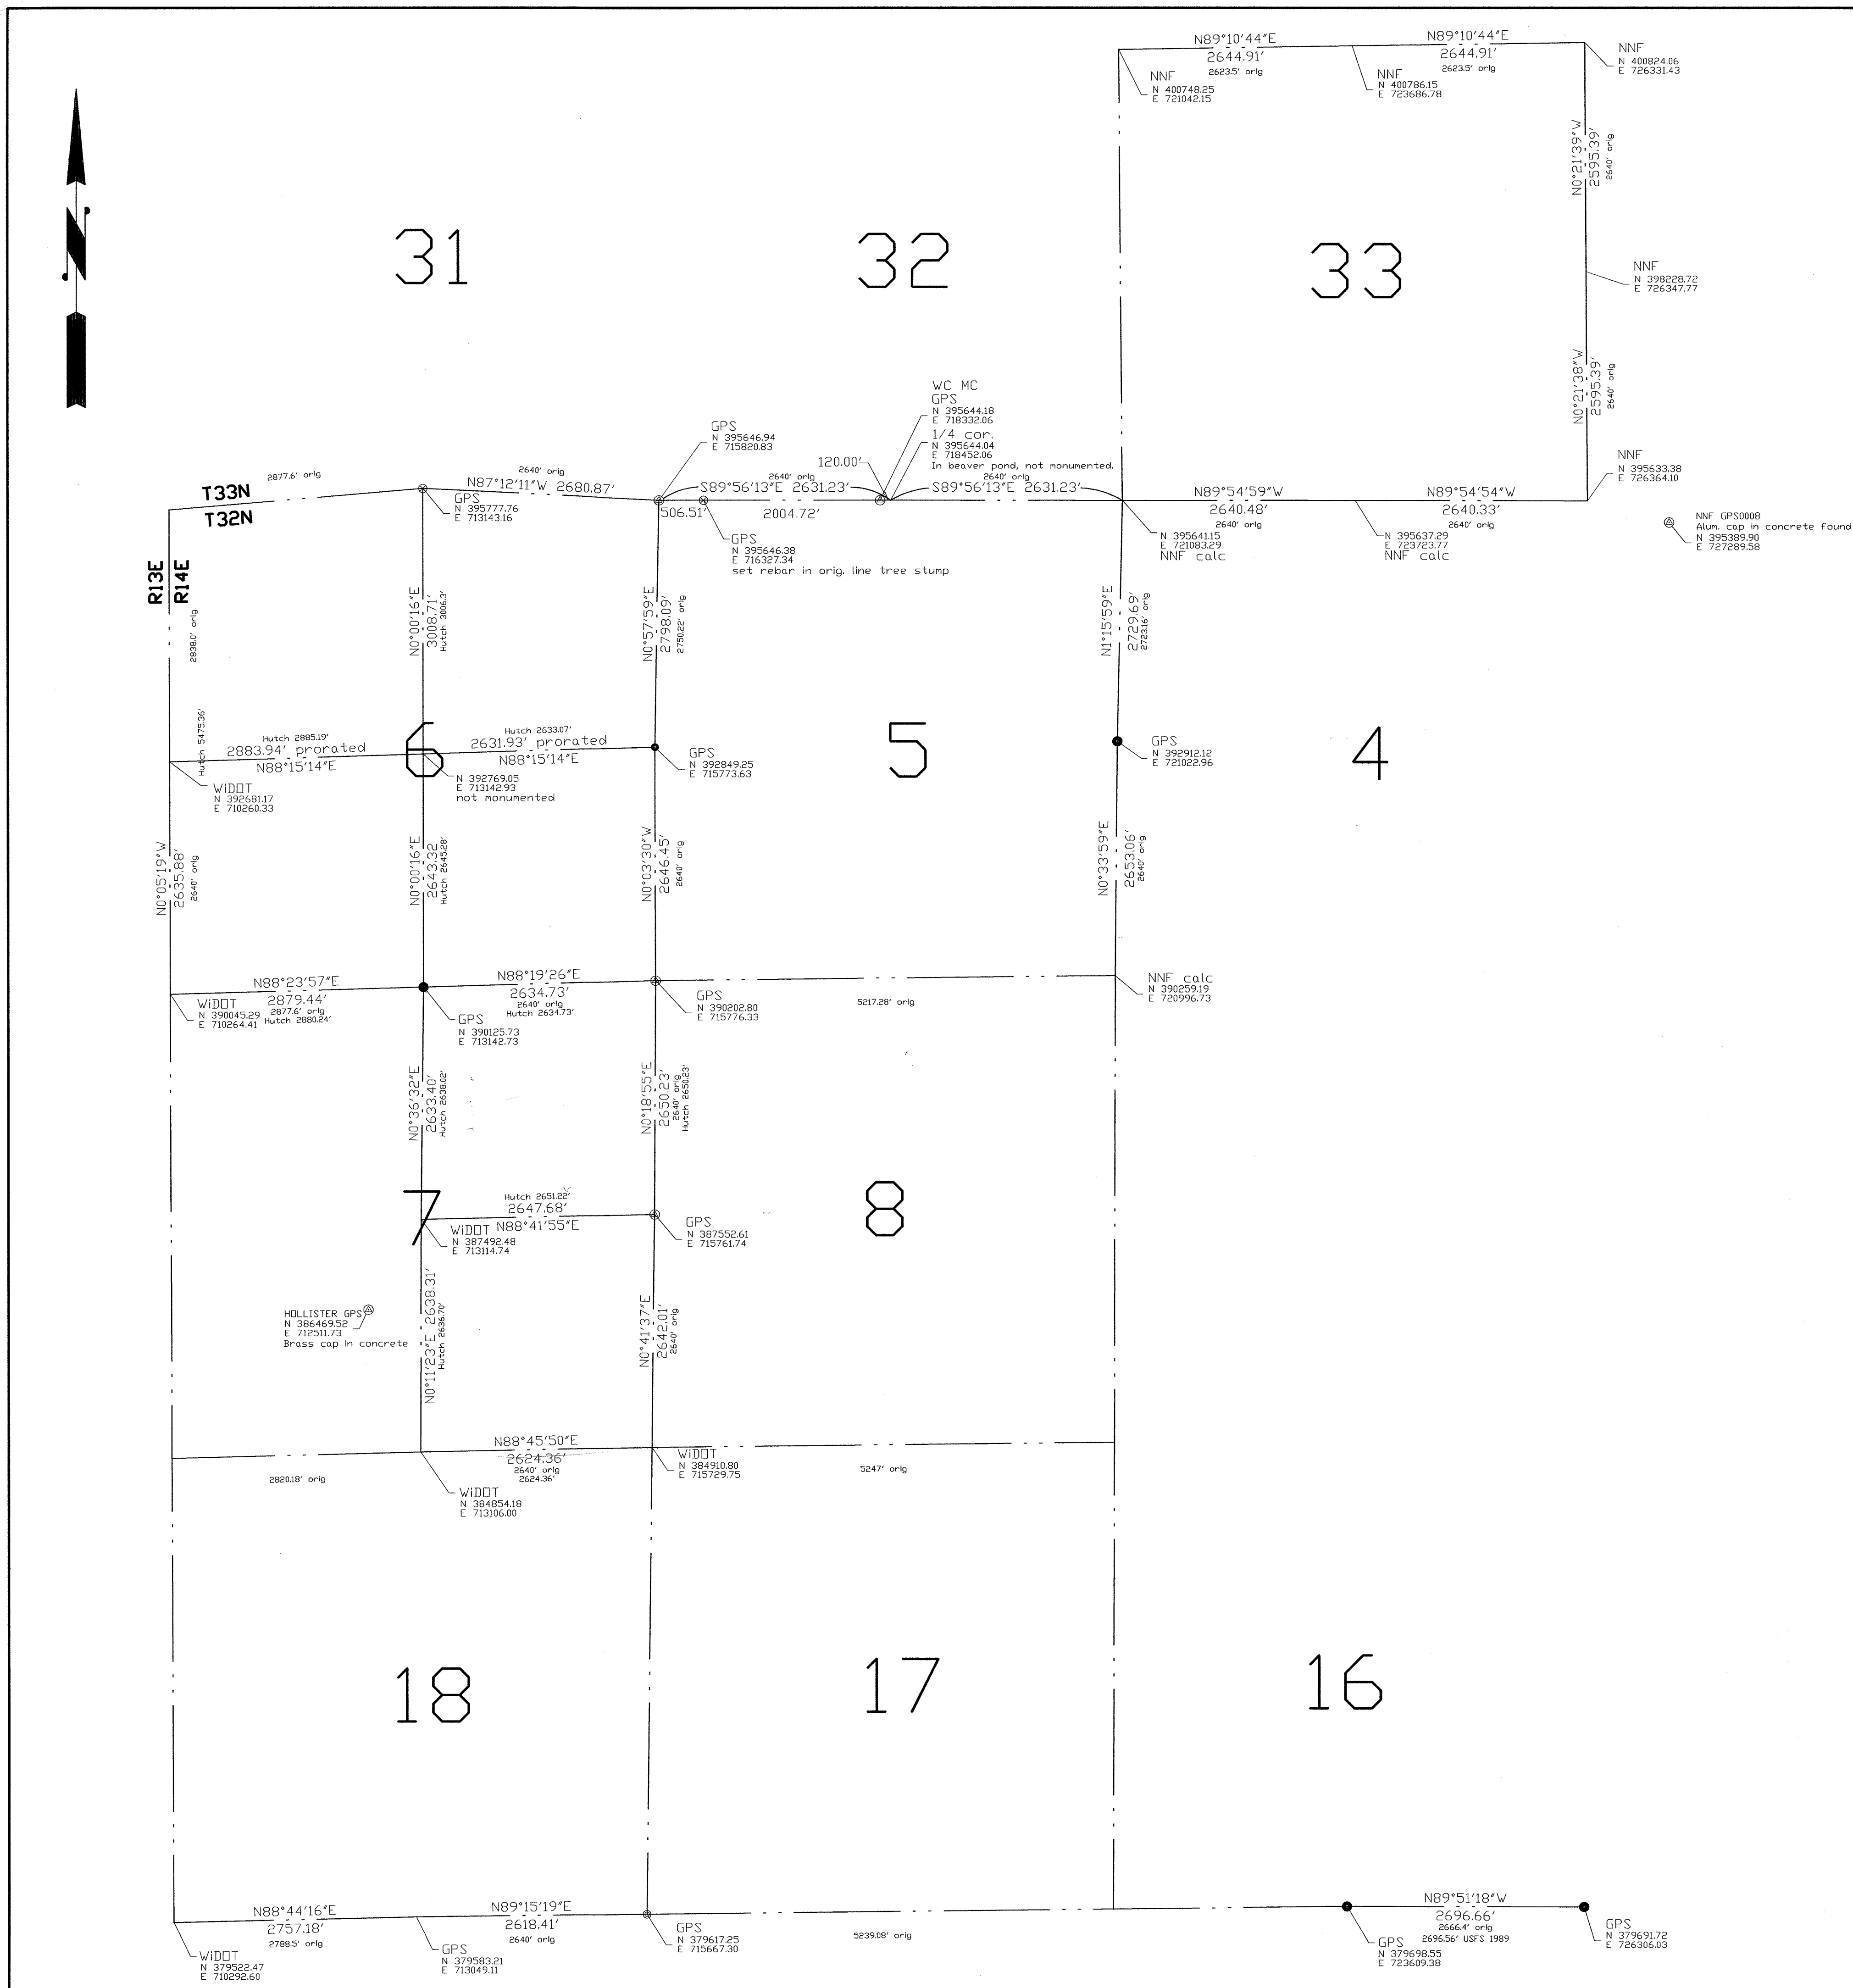 N89°10'44"E
2644.91'
2623.5' orig
N89°10'44"E
2644.91'
2623.5' orig
NNF
N 400824.06
E 726331.43
NNF
N 400748.25
E 721042.15
NNF
N 400786.15
E 723686.78
N0°21'39"W
2595.39'
2640' orig
31
32
33
NNF
N 398228.72
E 726347.77
N0°21'38"W
2595.39'
2640' orig
WC MC
GPS
N 395644.18
E 718332.06
1/4 cor.
N 395644.04
E 718452.06
In beaver pond, not monumented.
GPS
N 395646.94
E 715820.83
120.00'
NNF
N 395633.38
E 726364.10
2877.6' orig
T33N
T32N
2640' orig
N87°12'11"W 2680.87'
GPS
N 395777.76
E 713143.16
2640' orig
S89°56'13"E 2631.23'
506.51'
2004.72'
2640' orig
S89°56'13"E 2631.23'
N89°54'59"W
2640.48'
2640' orig
N89°54'54"W
2640.33'
2640' orig
GPS
N 395646.38
E 716327.34
set rebar in orig. line tree stump
N 395641.15
E 721083.29
NNF calc
N 395637.29
E 723723.77
NNF calc
NNF GPS0008
Alum. cap in concrete found
N 395389.90
E 727289.58
R13E
R14E
2838.0' orig
N0°00'16"E
3008.71'
Hutch 3006.3'
N0°57'59"E
2798.09'
2750.22' orig
N1°15'59"E
2729.69'
2723.16' orig
Hutch 5475.36'
Hutch 2885.19'
2883.94' prorated
N88°15'14"E
6
Hutch 2633.07'
2631.93' prorated
N88°15'14"E
5
4
GPS
N 392849.25
E 715773.63
GPS
N 392912.12
E 721022.96
WiDOT
N 392681.17
E 710260.33
N 392769.05
E 713142.93
not monumented
N0°05'19"W
2635.88'
2640' orig
N0°00'16"E
2643.32
Hutch 2645.28'
N0°03'30"W
2646.45'
2640' orig
N0°33'59"E
2653.06'
2640' orig
N88°23'57"E
2879.44'
2877.6' orig
Hutch 2880.24'
WiDOT
N 390045.29
E 710264.41
N88°19'26"E
2634.73'
2640' orig
Hutch 2634.73'
GPS
N 390125.73
E 713142.73
GPS
N 390202.80
E 715776.33
5217.28' orig
NNF calc
N 390259.19
E 720996.73
N0°36'32"E
2633.40'
Hutch 2638.02'
N0°18'55"E
2650.23'
2640' orig
Hutch 2650.23'
7
Hutch 2651.22'
2647.68'
N88°41'55"E
8
WiDOT
N 387492.48
E 713114.74
GPS
N 387552.61
E 715761.74
HOLLISTER GPS
N 386469.52
E 712511.73
Brass cap in concrete
N0°11'23"E 2638.31'
Hutch 2636.70'
N0°41'37"E
2642.01'
2640' orig
2820.18' orig
N88°45'50"E
2624.36'
2640' orig
2624.36'
WiDOT
N 384910.80
E 715729.75
5247' orig
WiDOT
N 384854.18
E 713106.00
18
17
16
N88°44'16"E
2757.18'
2788.5' orig
WiDOT
N 379522.47
E 710292.60
N89°15'19"E
2618.41'
2640' orig
GPS
N 379583.21
E 713049.11
GPS
N 379617.25
E 715667.30
5239.08' orig
N89°51'18"W
2696.66'
2666.4' orig
2696.56' USFS 1989
GPS
N 379698.55
E 723609.38
GPS
N 379691.72
E 726306.03